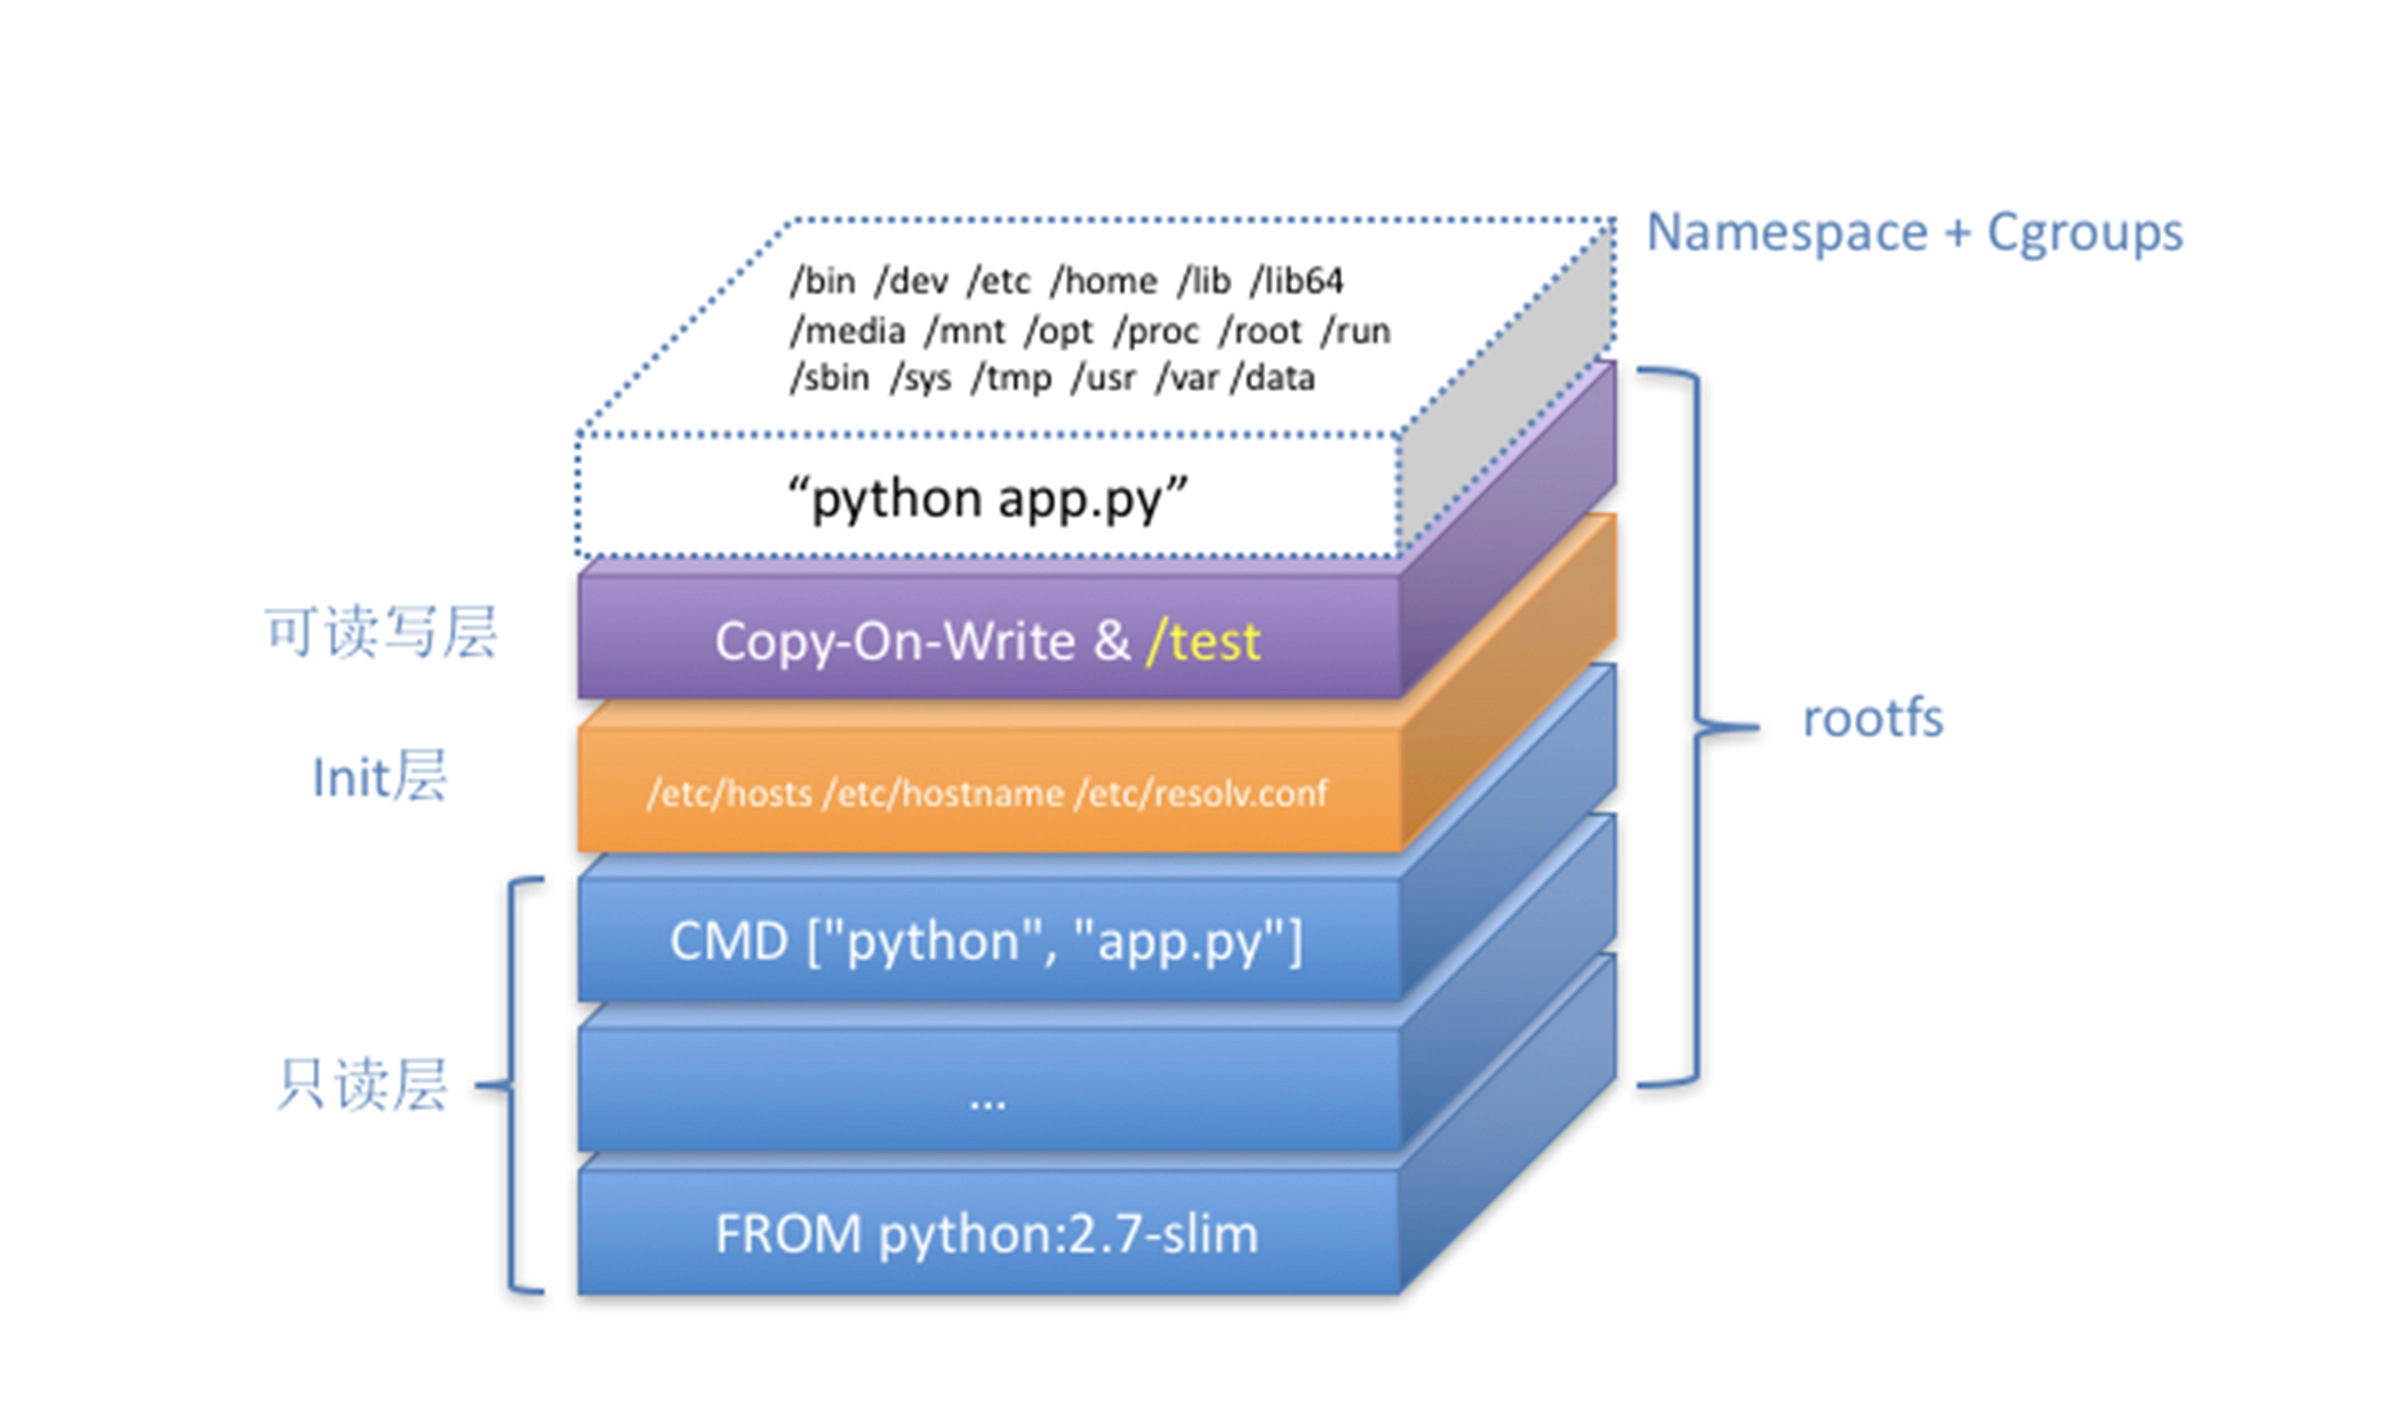 Namespace + Cgroups
/bin /dev /etc /home /lib /lib64
/media /mnt /opt /proc /root /run
/sbin /sys /tmp /usr /var /data
“python app.py”
可读写层
Copy-On-Write & /test
Init层
/etc/hosts /etc/hostname /etc/resolv.conf
rootfs
CMD ["python", "app.py"]
只读层
...
FROM python:2.7-slim